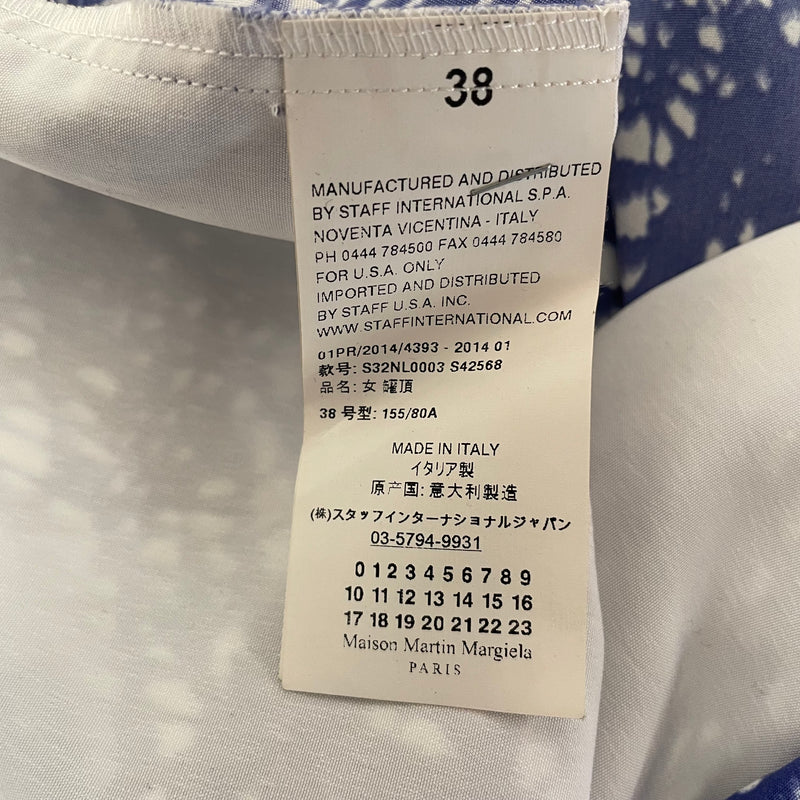 38
MANUFACTURED AND DISTRIBUTED
BY STAFF INTERNATIONAL S.P.A.
NOVENTA VICENTINA - ITALY
PH 0444 784500 FAX 0444 784580
FOR U.S.A. ONLY
IMPORTED AND DISTRIBUTED
BY STAFF U.S.A. INC.
WWW.STAFFINTERNATIONAL.COM
01PR/2014/4393 - 2014 01
款号: S32NL0003 S42568
品名: 女 罐頂
38 号型: 155/80A
MADE IN ITALY
イタリア製
原产国: 意大利製造
(株)スタッフインターナショナルジャパン
03-5794-9931
0 1 2 3 4 5 6 7 8 9
10 11 12 13 14 15 16
17 18 19 20 21 22 23
Maison Martin Margiela
PARIS